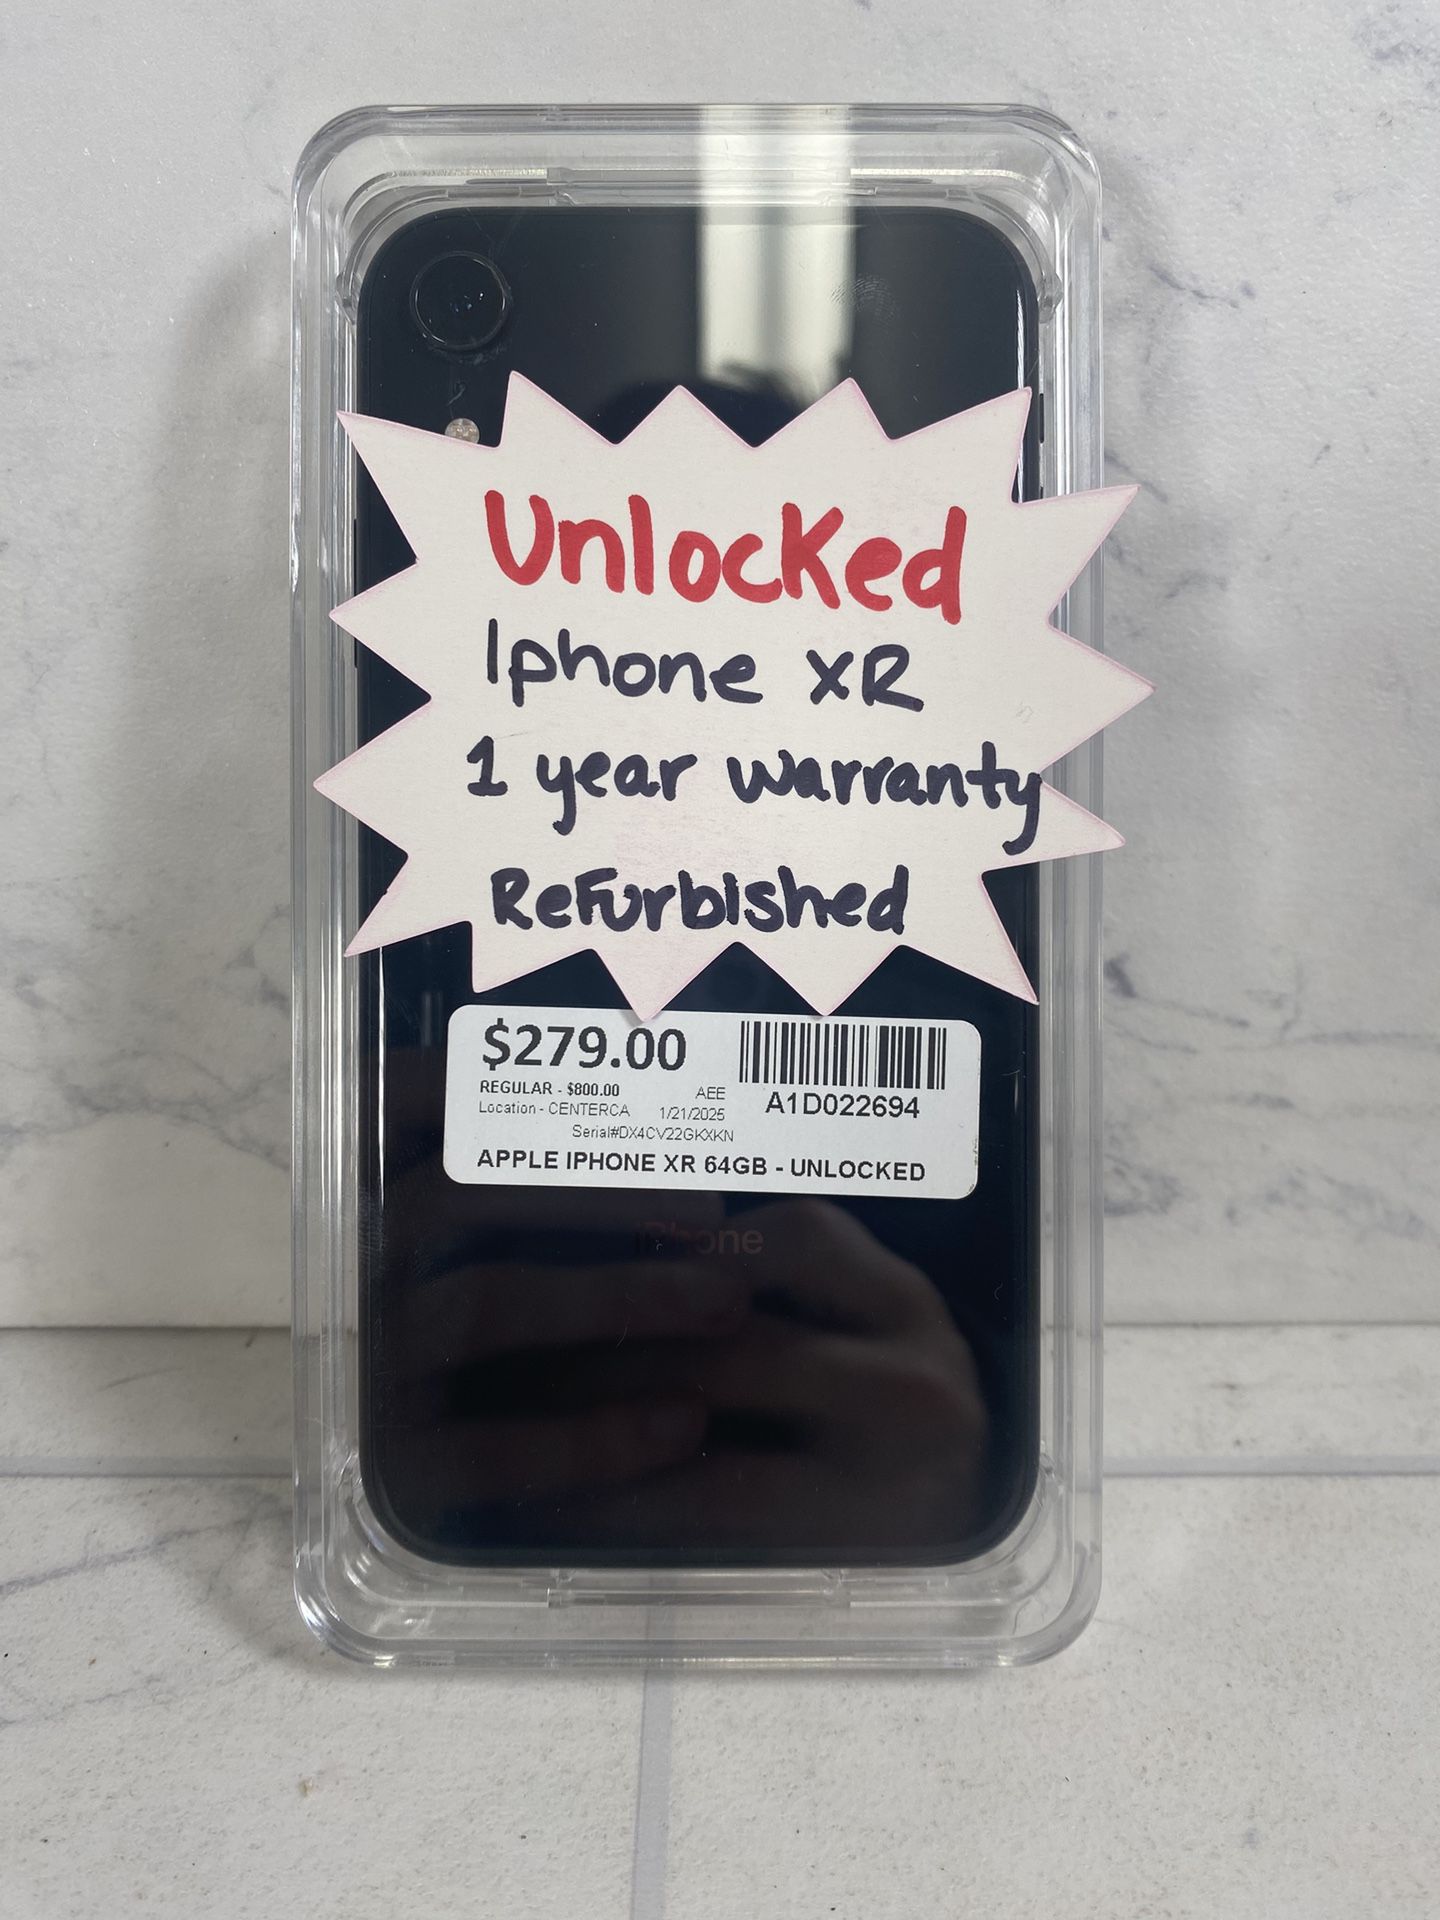 Unlocked
Iphone XR
1 year warranty
Refurbished
$279.00
REGULAR - $800.00 AEE
A1D022694
Location - CENTERCA 1/21/2025
Serial#DX4CV22GKXKN
APPLE IPHONE XR 64GB - UNLOCKED
iPhone